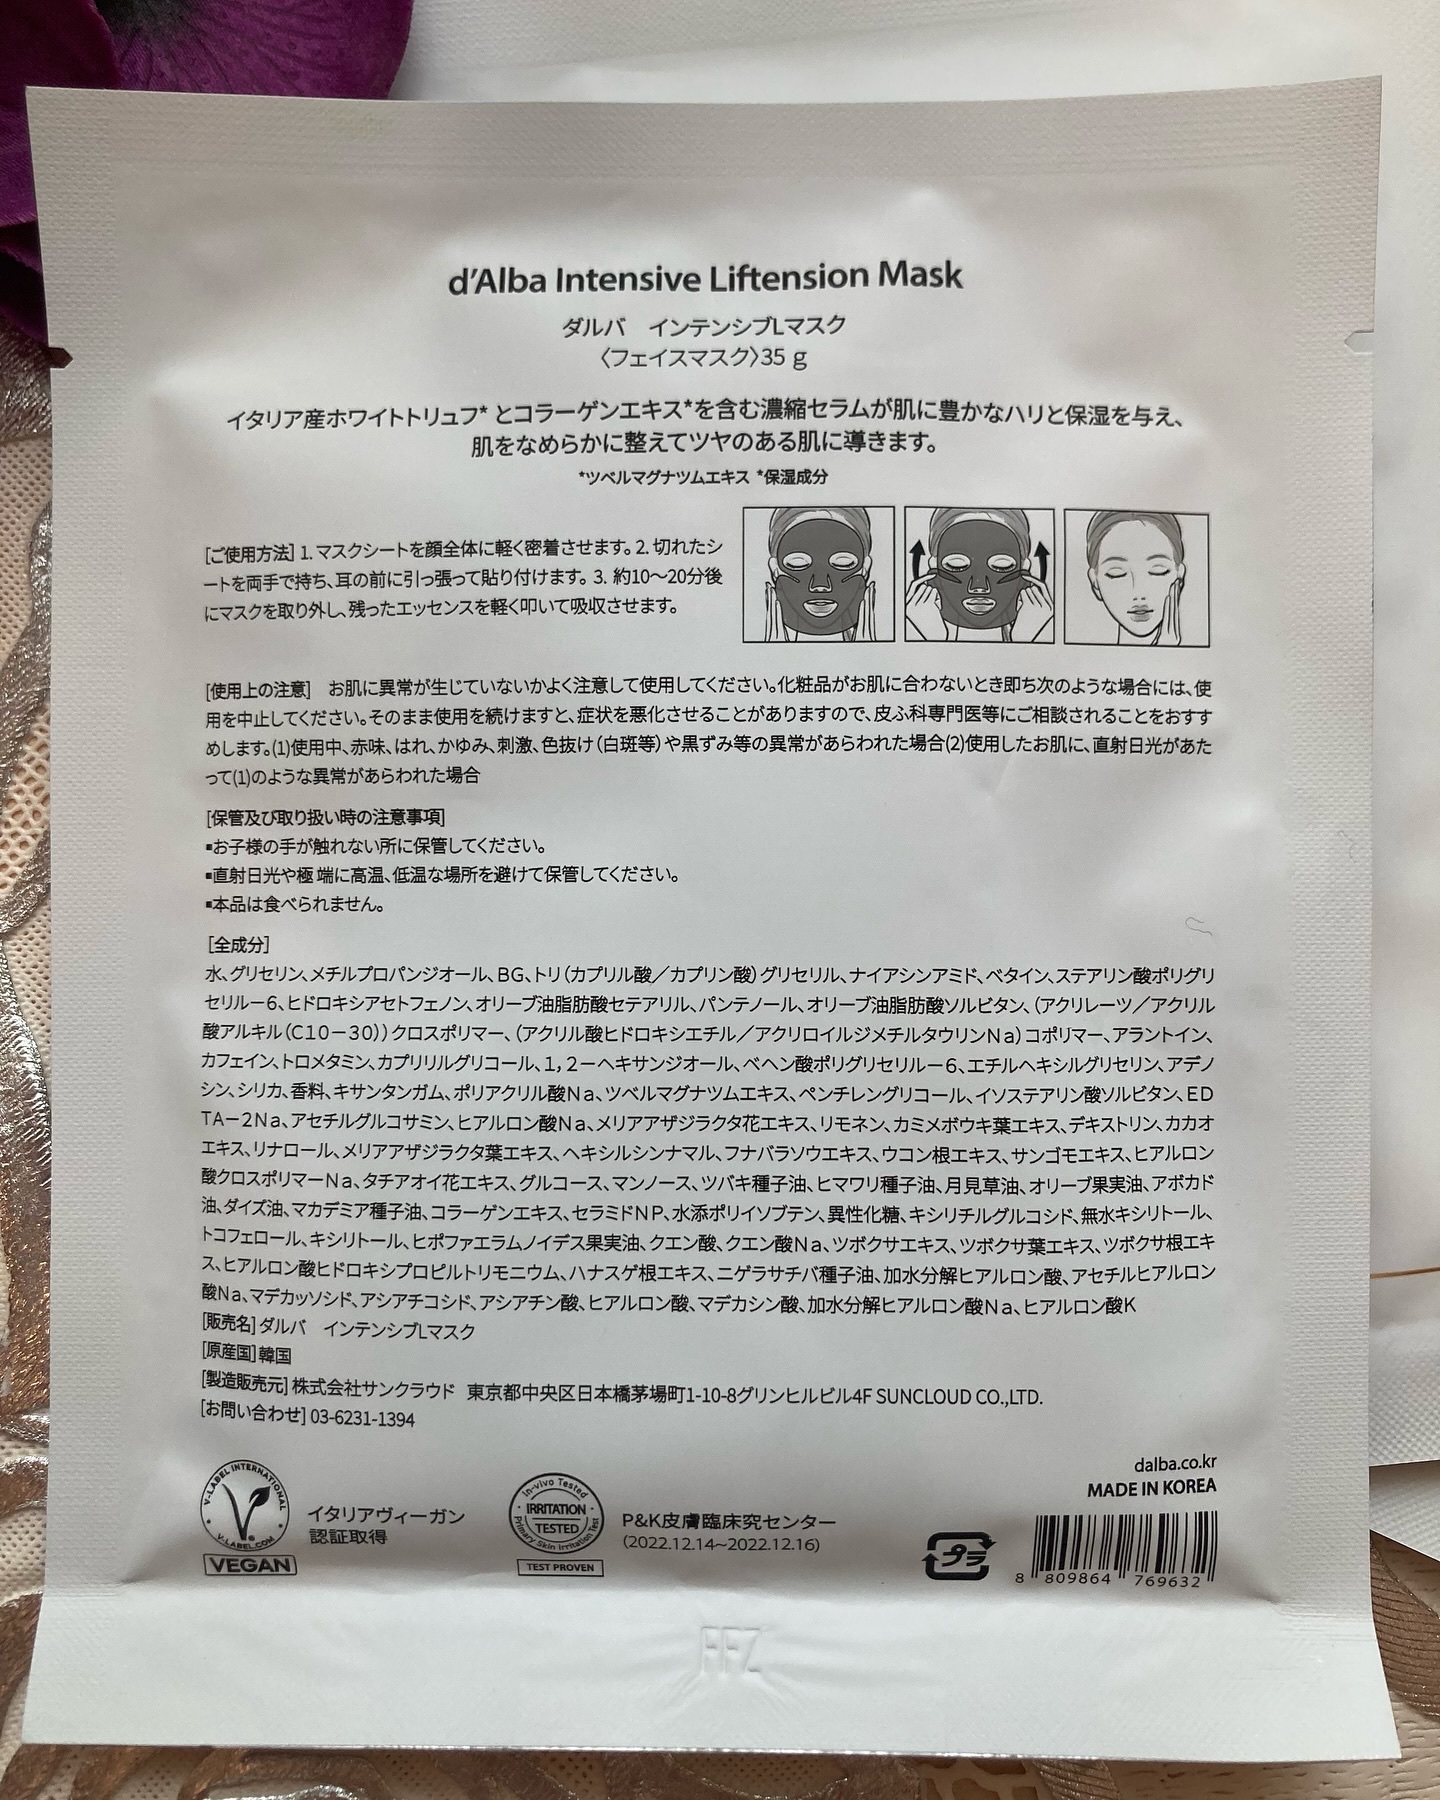 d'Alba Intensive Liftension Mask
ダルバ　インテンシブLマスク
〈フェイスマスク〉35 g
イタリア産ホワイトトリュフ* とコラーゲンエキス*を含む濃縮セラムが肌に豊かなハリと保湿を与え、
肌をなめらかに整えてツヤのある肌に導きます。
*ツベルマグナツムエキス *保湿成分
[ご使用方法] 1. マスクシートを顔全体に軽く密着させます。2. 切れたシ
ートを両手で持ち、耳の前に引っ張って貼り付けます。3. 約10～20分後
にマスクを取り外し、残ったエッセンスを軽く叩いて吸収させます。
[使用上の注意]　お肌に異常が生じていないかよく注意して使用してください。化粧品がお肌に合わないとき即ち次のような場合には、使
用を中止してください。そのまま使用を続けますと、症状を悪化させることがありますので、皮ふ科専門医等にご相談されることをおすす
めします。(1)使用中、赤味、はれ、かゆみ、刺激、色抜け（白斑等）や黒ずみ等の異常があらわれた場合(2)使用したお肌に、直射日光があた
って(1)のような異常があらわれた場合
[保管及び取り扱い時の注意事項]
▪お子様の手が触れない所に保管してください。
▪直射日光や極 端に高温、低温な場所を避けて保管してください。
▪本品は食べられません。
[全成分]
水、グリセリン、メチルプロパンジオール、BG、トリ（カプリル酸／カプリン酸）グリセリル、ナイアシンアミド、ベタイン、ステアリン酸ポリグリ
セリルー6、ヒドロキシアセトフェノン、オリーブ油脂肪酸セテアリル、パンテノール、オリーブ油脂肪酸ソルビタン、（アクリレーツ／アクリル
酸アルキル（C10－30））クロスポリマー、（アクリル酸ヒドロキシエチル／アクリロイルジメチルタウリンNa）コポリマー、アラントイン、
カフェイン、トロメタミン、カプリリルグリコール、1，2－ヘキサンジオール、ベヘン酸ポリグリセリルー6、エチルヘキシルグリセリン、アデノ
シン、シリカ、香料、キサンタンガム、ポリアクリル酸Na、ツベルマグナツムエキス、ペンチレングリコール、イソステアリン酸ソルビタン、ED
TA－2Na、アセチルグルコサミン、ヒアルロン酸Na、メリアアザジラクタ花エキス、リモネン、カミメボウキ葉エキス、デキストリン、カカオ
エキス、リナロール、メリアアザジラクタ葉エキス、ヘキシルシンナマル、フナバラソウエキス、ウコン根エキス、サンゴモエキス、ヒアルロン
酸クロスポリマーNa、タチアオイ花エキス、グルコース、マンノース、ツバキ種子油、ヒマワリ種子油、月見草油、オリーブ果実油、アボカド
油、ダイズ油、マカデミア種子油、コラーゲンエキス、セラミドNP、水添ポリイソブテン、異性化糖、キシリチルグルコシド、無水キシリトール、
トコフェロール、キシリトール、ヒポファエラムノイデス果実油、クエン酸、クエン酸Na、ツボクサエキス、ツボクサ葉エキス、ツボクサ根エキ
ス、ヒアルロン酸ヒドロキシプロピルトリモニウム、ハナスゲ根エキス、ニゲラサチバ種子油、加水分解ヒアルロン酸、アセチルヒアルロン
酸Na、マデカッソシド、アシアチコシド、アシアチン酸、ヒアルロン酸、マデカシン酸、加水分解ヒアルロン酸Na、ヒアルロン酸K
[販売名] ダルバ　インテンシブLマスク
[原産国] 韓国
[製造販売元] 株式会社サンクラウド　東京都中央区日本橋茅場町1-10-8グリンヒルビル4F SUNCLOUD CO.,LTD.
[お問い合わせ] 03-6231-1394
dalba.co.kr
MADE IN KOREA
V-LABEL INTERNATIONAL
V-LABEL.COM
VEGAN
イタリアヴィーガン
認証取得
In-vivo Tested
IRRITATION
TESTED
Primary Skin Irritation Test
TEST PROVEN
P&K皮膚臨床究センター
(2022.12.14~2022.12.16)
プラ
8 809864 769632
FFZ